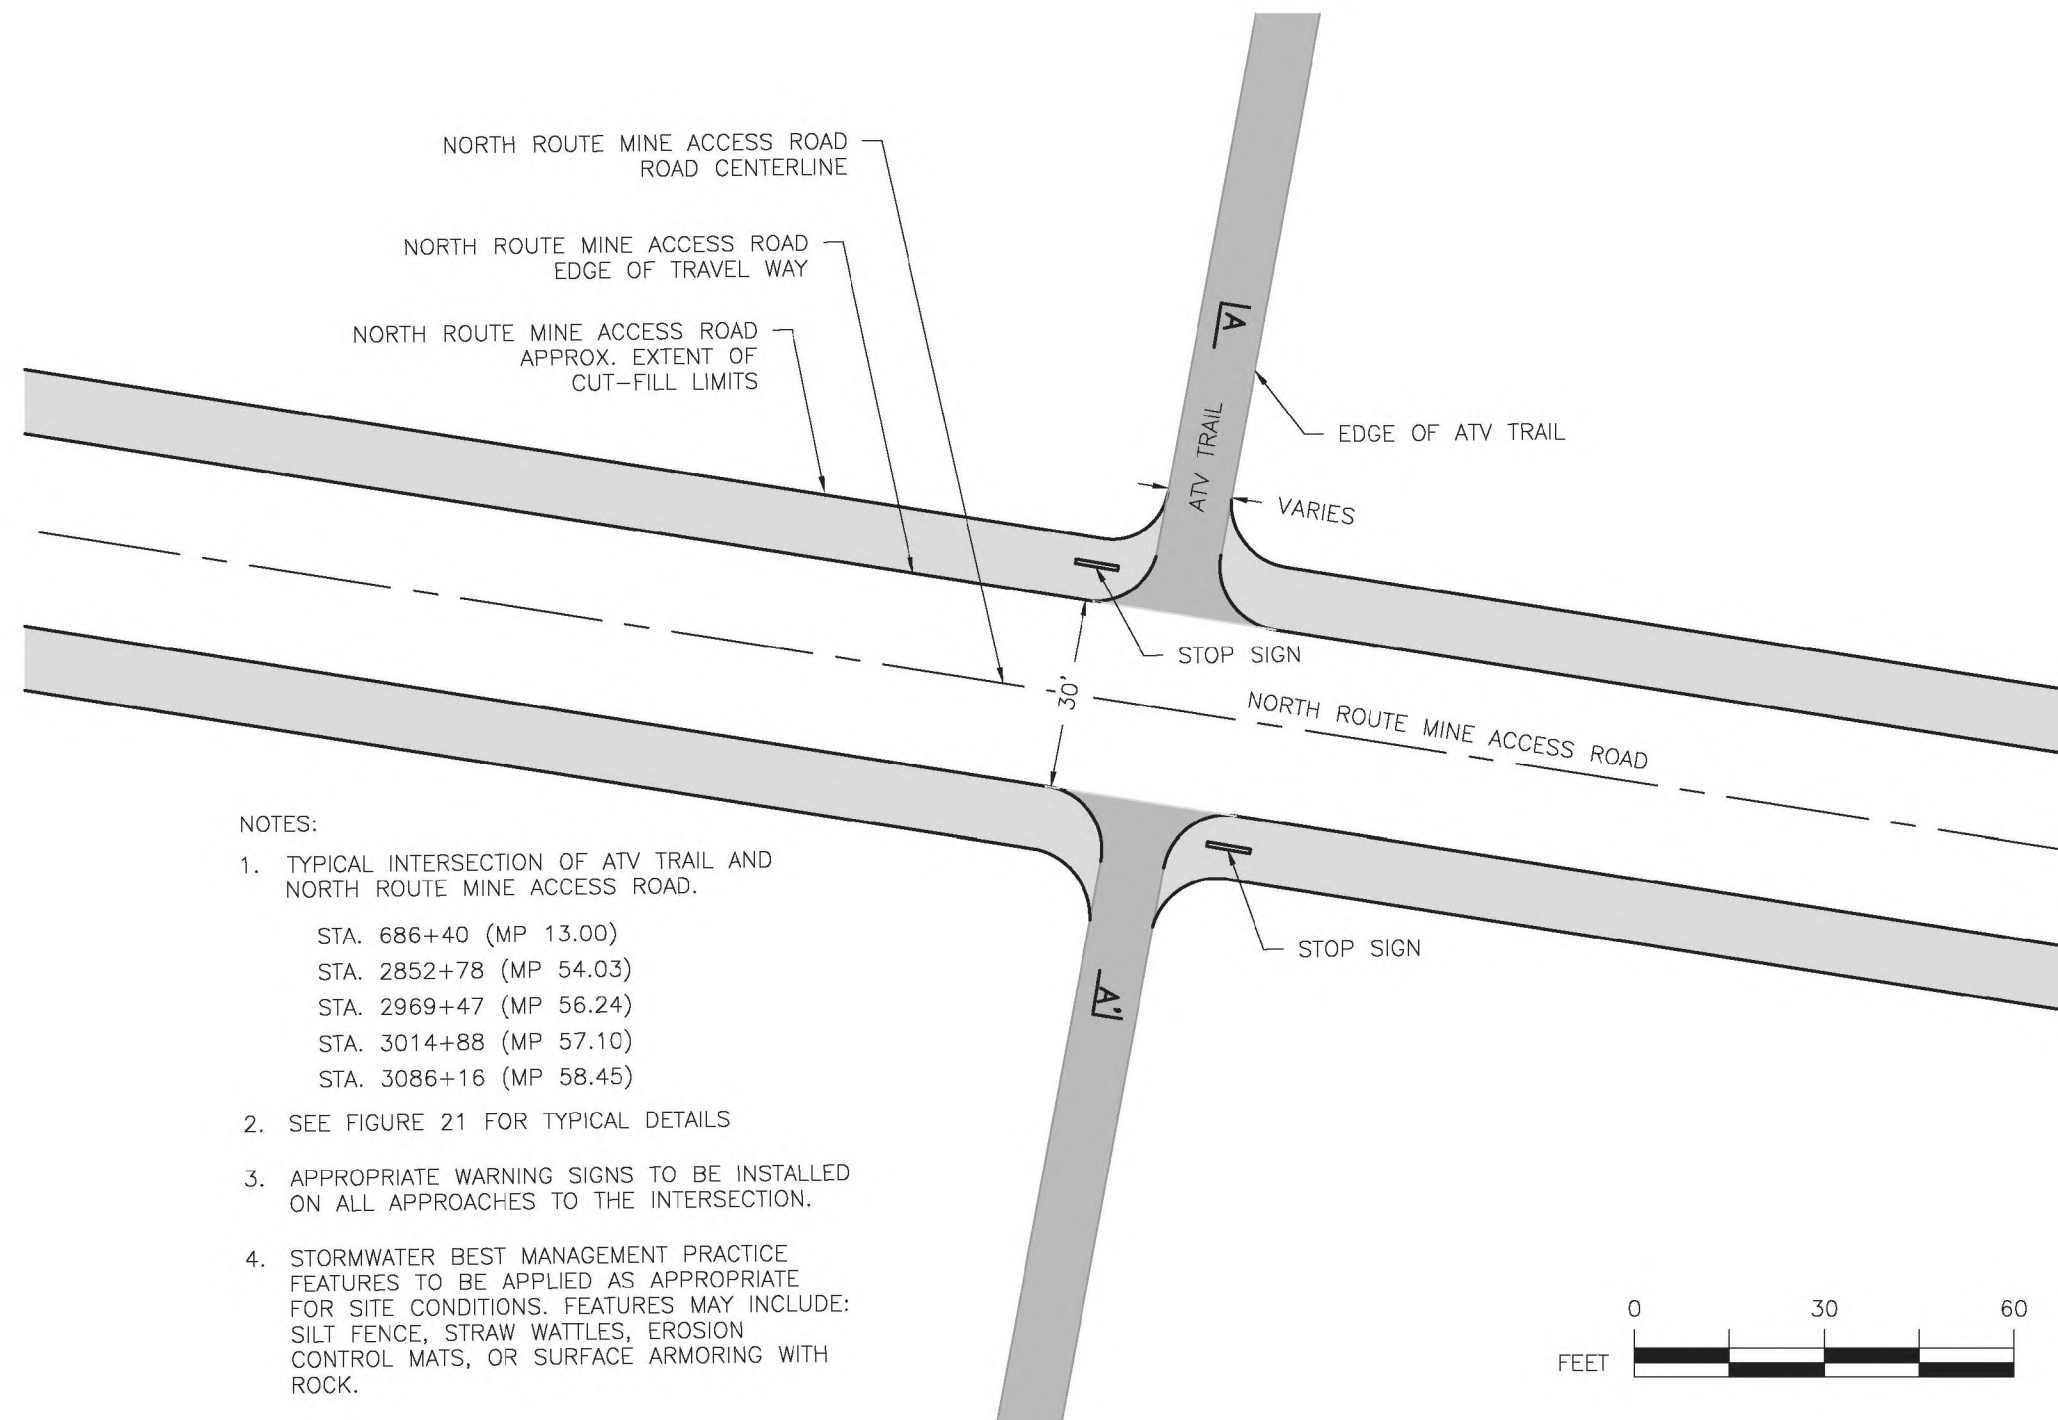 NORTH ROUTE MINE ACCESS ROAD
ROAD CENTERLINE
NORTH ROUTE MINE ACCESS ROAD
EDGE OF TRAVEL WAY
NORTH ROUTE MINE ACCESS ROAD
APPROX. EXTENT OF
CUT-FILL LIMITS
A
EDGE OF ATV TRAIL
ATV TRAIL
VARIES
STOP SIGN
30'
NORTH ROUTE MINE ACCESS ROAD
STOP SIGN
A'
NOTES:
1. TYPICAL INTERSECTION OF ATV TRAIL AND
NORTH ROUTE MINE ACCESS ROAD.
STA. 686+40 (MP 13.00)
STA. 2852+78 (MP 54.03)
STA. 2969+47 (MP 56.24)
STA. 3014+88 (MP 57.10)
STA. 3086+16 (MP 58.45)
2. SEE FIGURE 21 FOR TYPICAL DETAILS
3. APPROPRIATE WARNING SIGNS TO BE INSTALLED
ON ALL APPROACHES TO THE INTERSECTION.
4. STORMWATER BEST MANAGEMENT PRACTICE
FEATURES TO BE APPLIED AS APPROPRIATE
FOR SITE CONDITIONS. FEATURES MAY INCLUDE:
SILT FENCE, STRAW WATTLES, EROSION
CONTROL MATS, OR SURFACE ARMORING WITH
ROCK.
0 30 60
FEET